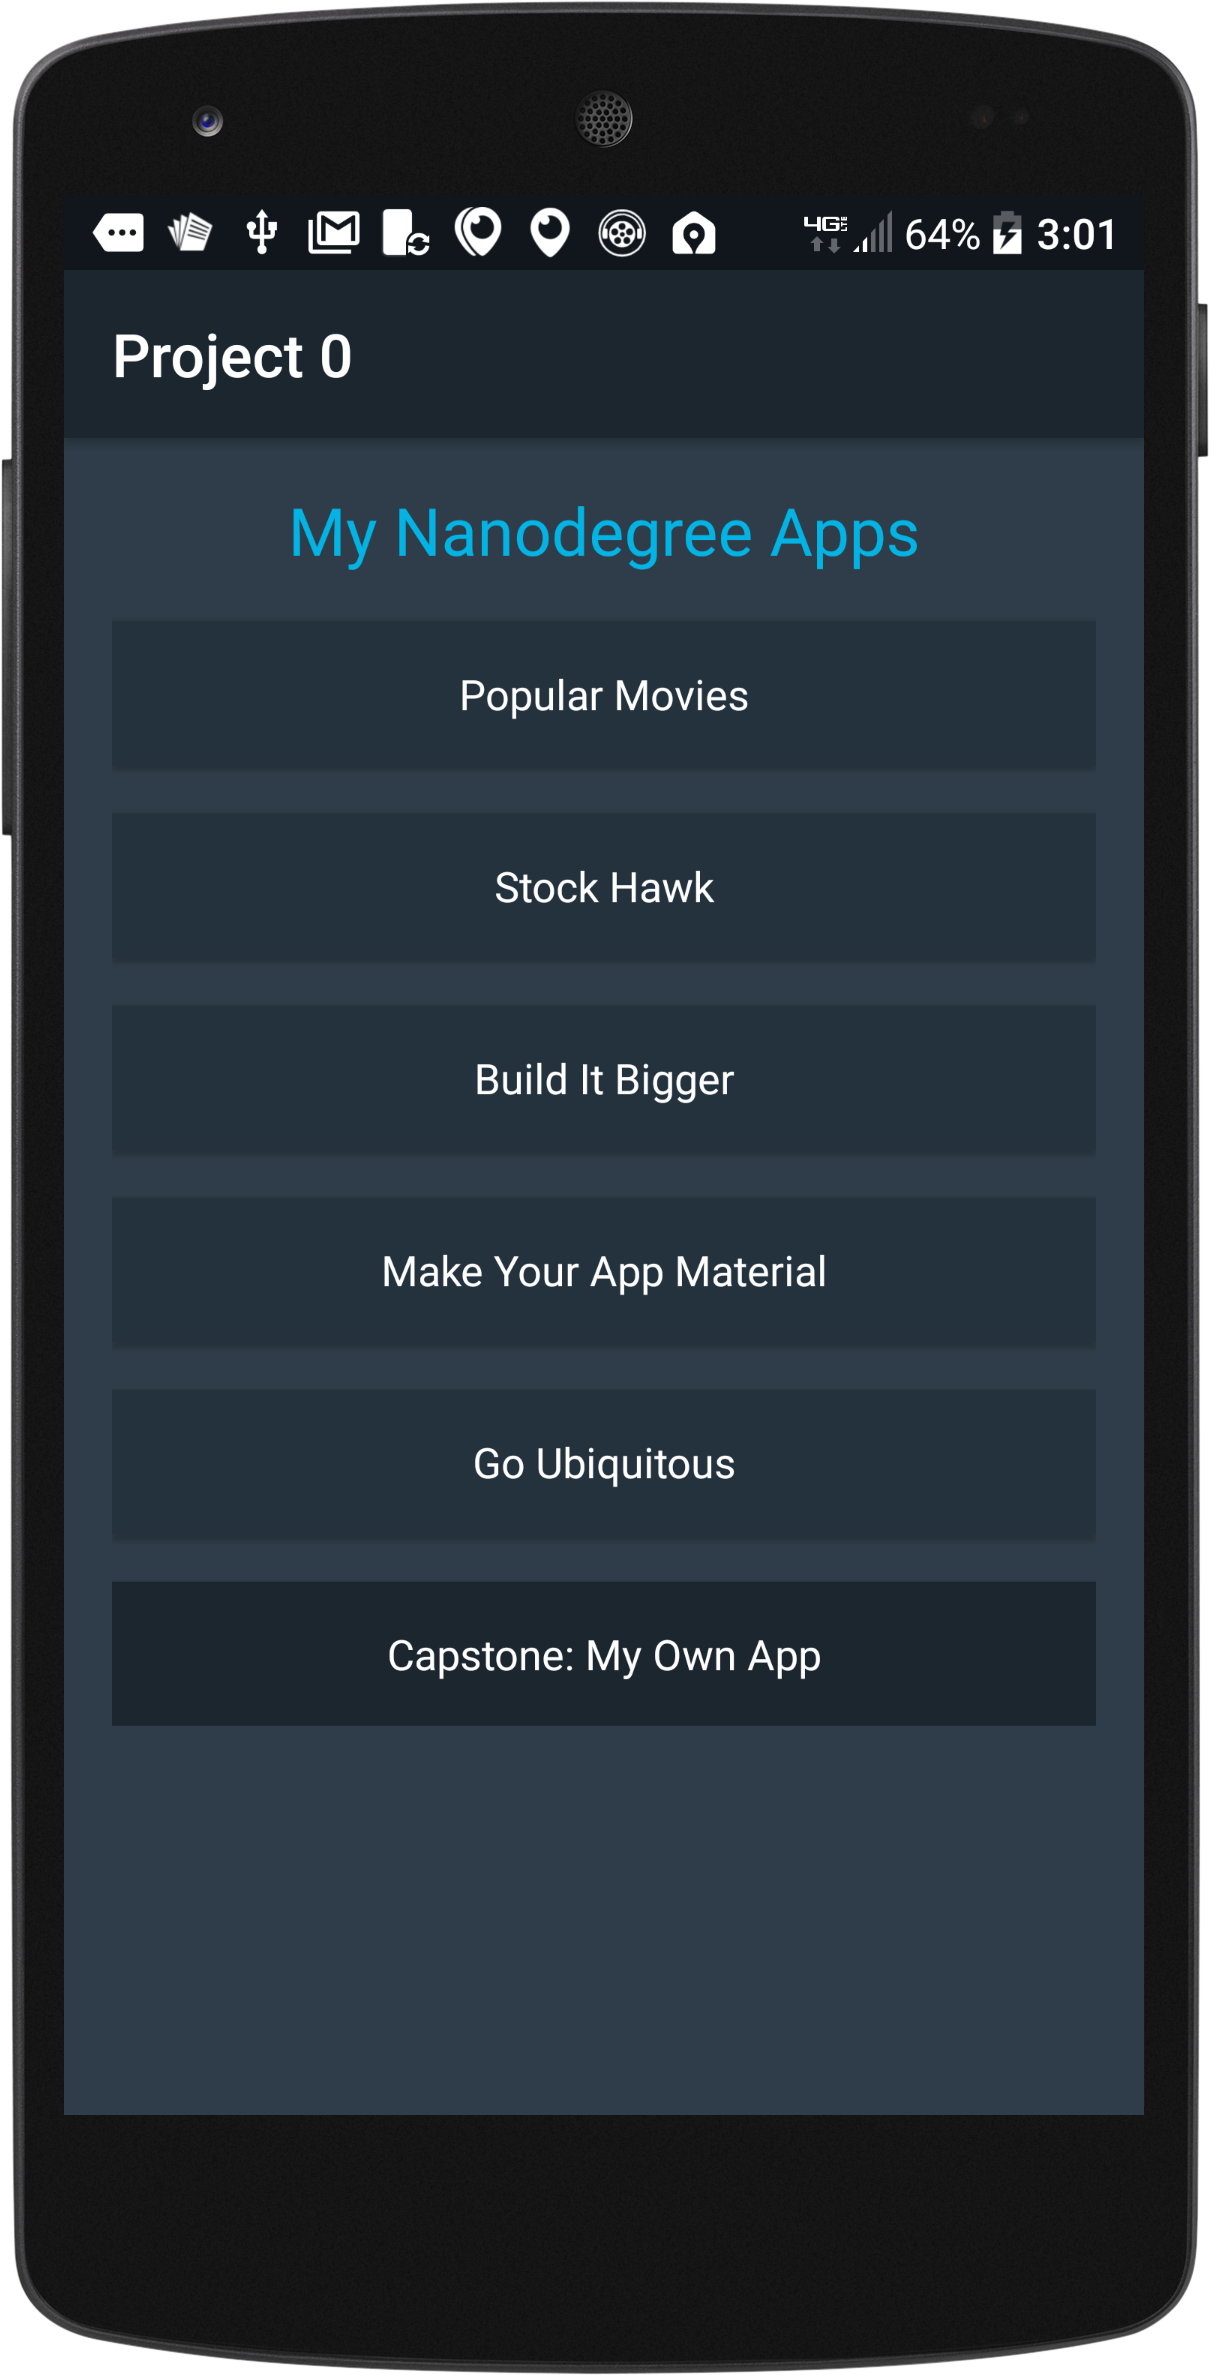 4G 64% 3:01
Project 0
My Nanodegree Apps
Popular Movies
Stock Hawk
Build It Bigger
Make Your App Material
Go Ubiquitous
Capstone: My Own App